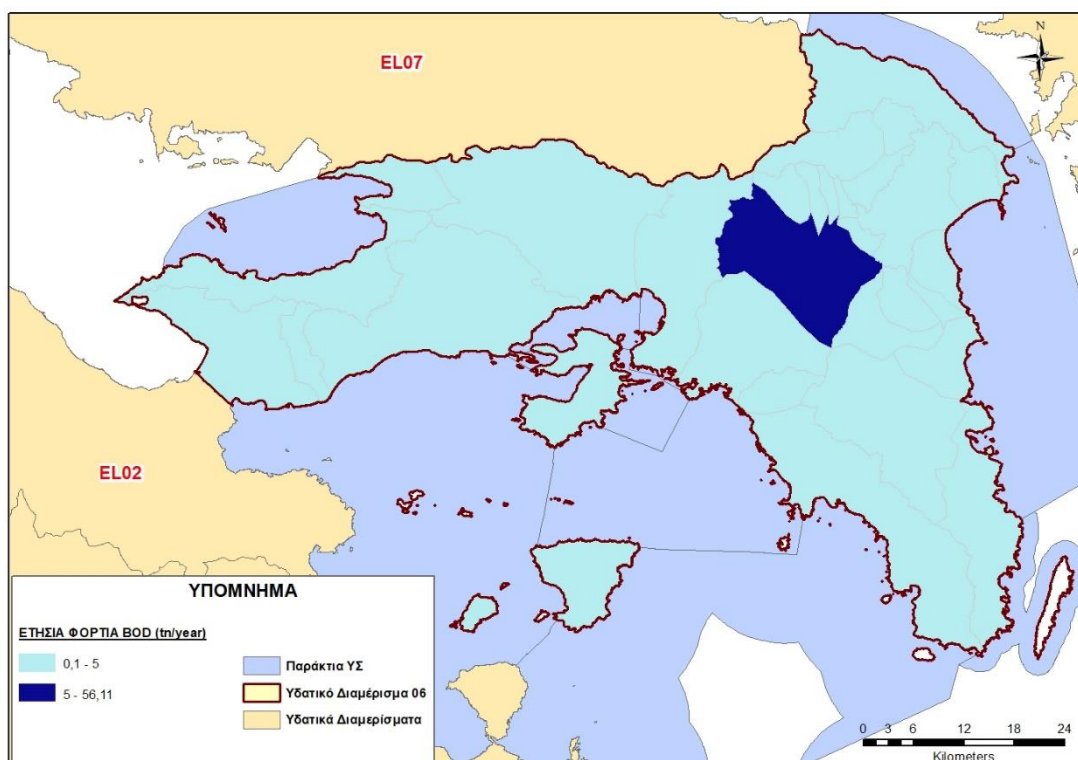 EL07
N
EL02
ΥΠΟΜΝΗΜΑ
ΕΤΗΣΙΑ ΦΟΡΤΙΑ BOD (tn/year)
0,1 - 5
5 - 56,11
Παράκτια ΥΣ
Υδατικό Διαμέρισμα 06
Υδατικά Διαμερίσματα
0 3 6 12 18 24
Kilometers